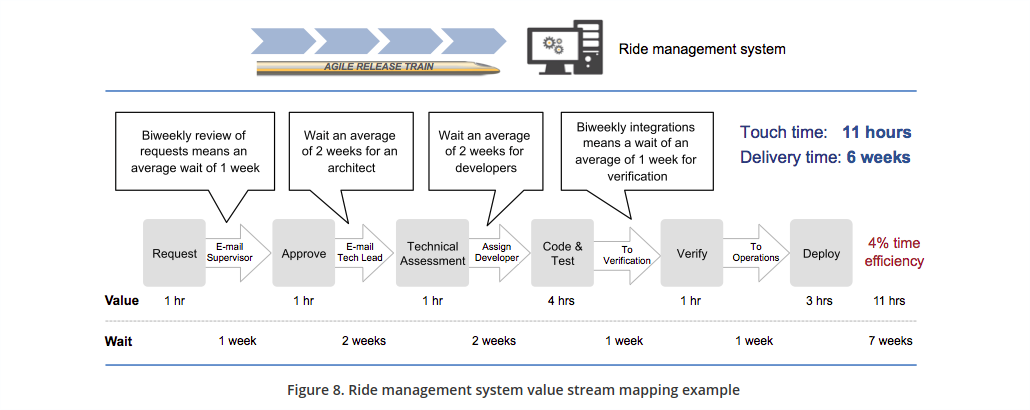 AGILE RELEASE TRAIN
Ride management system
Biweekly review of
requests means an
average wait of 1 week
Wait an average
of 2 weeks for an
architect
Wait an average
of 2 weeks for
developers
Biweekly integrations
means a wait of an
average of 1 week for
verification
Touch time: 11 hours
Delivery time: 6 weeks
Request
E-mail
Supervisor
Approve
E-mail
Tech Lead
Technical
Assessment
Assign
Developer
Code &
Test
To
Verification
Verify
To
Operations
Deploy
4% time
efficiency
Value 1 hr 1 hr 1 hr 4 hrs 1 hr 3 hrs 11 hrs
Wait 1 week 2 weeks 2 weeks 1 week 1 week 7 weeks
Figure 8. Ride management system value stream mapping example